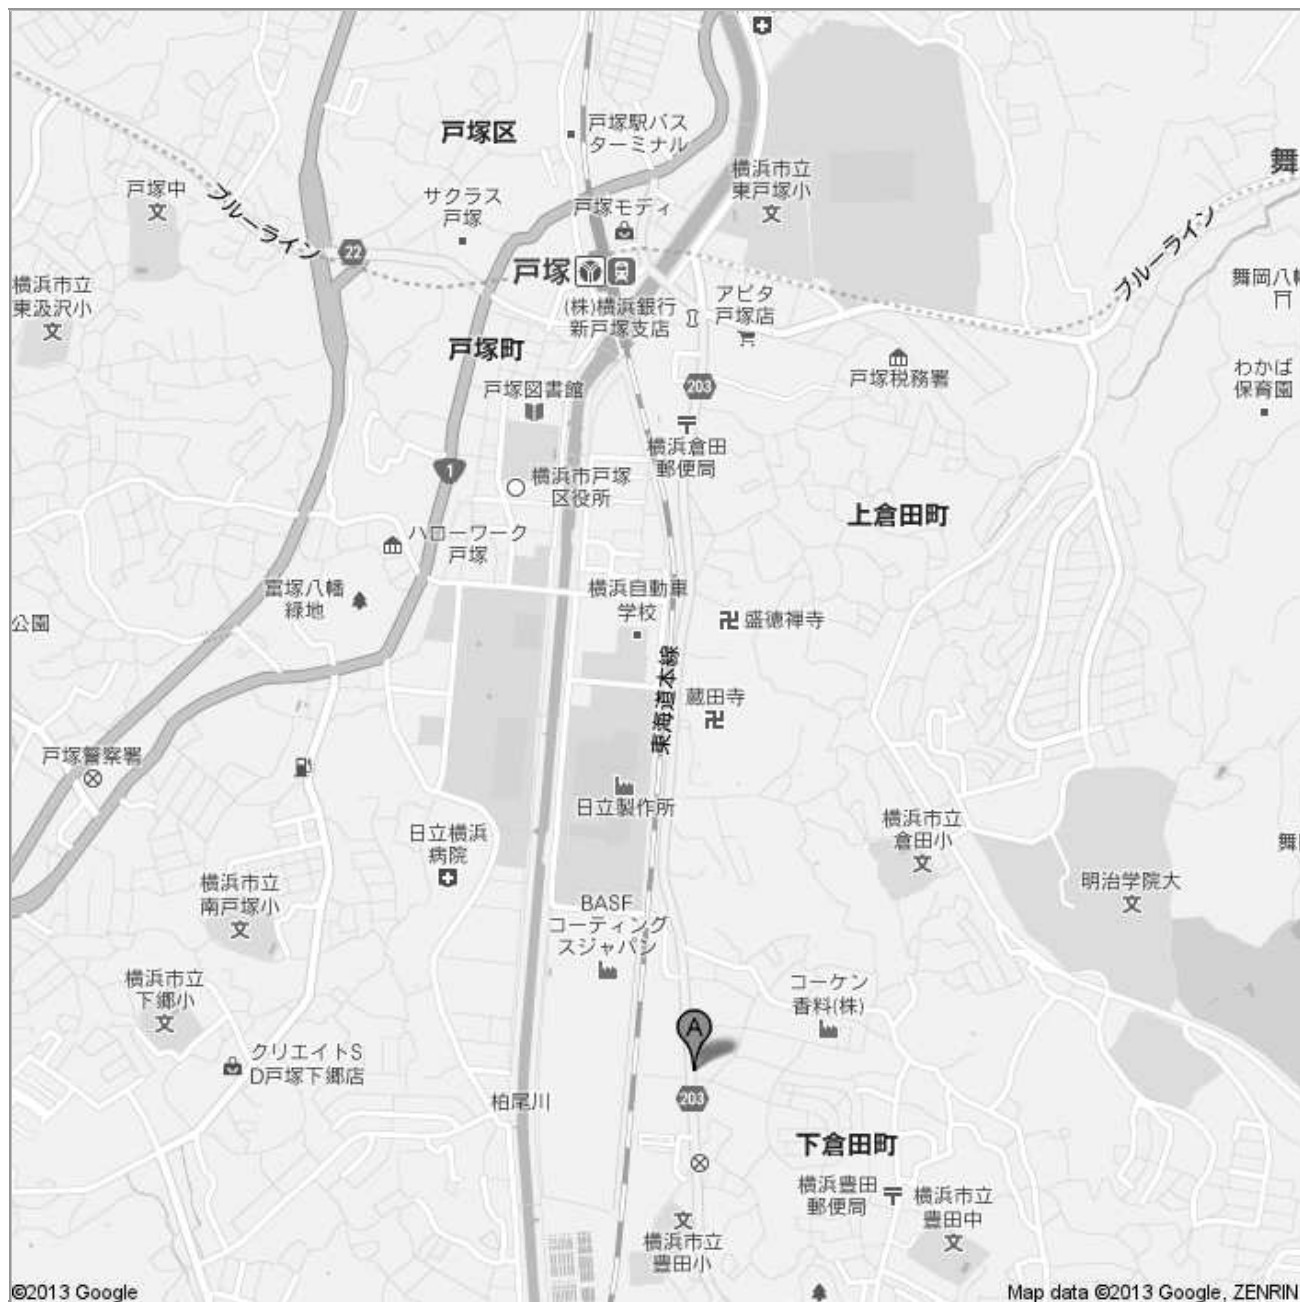 戸塚区
戸塚駅バス
ターミナル
舞
戸塚中
ブルーライン
サクラス
戸塚
横浜市立
東戸塚小
戸塚モディ
22
ブルーライン
横浜市立
東汲沢小
戸塚
(株)横浜銀行
新戸塚支店
アピタ
戸塚店
舞岡八幡
戸塚町
戸塚税務署
わかば
保育園
戸塚図書館
203
横浜倉田
郵便局
1
横浜市戸塚
区役所
上倉田町
ハローワーク
戸塚
富塚八幡
緑地
横浜自動車
学校
公園
盛徳禅寺
東海道本線
蔵田寺
戸塚警察署
日立製作所
日立横浜
病院
横浜市立
倉田小
舞
横浜市立
南戸塚小
明治学院大
BASF
コーティング
スジャパン
横浜市立
下郷小
コーケン
香料(株)
A
クリエイトS
D戸塚下郷店
柏尾川
203
下倉田町
横浜豊田
郵便局
横浜市立
豊田中
横浜市立
豊田小
©2013 Google
Map data ©2013 Google, ZENRIN